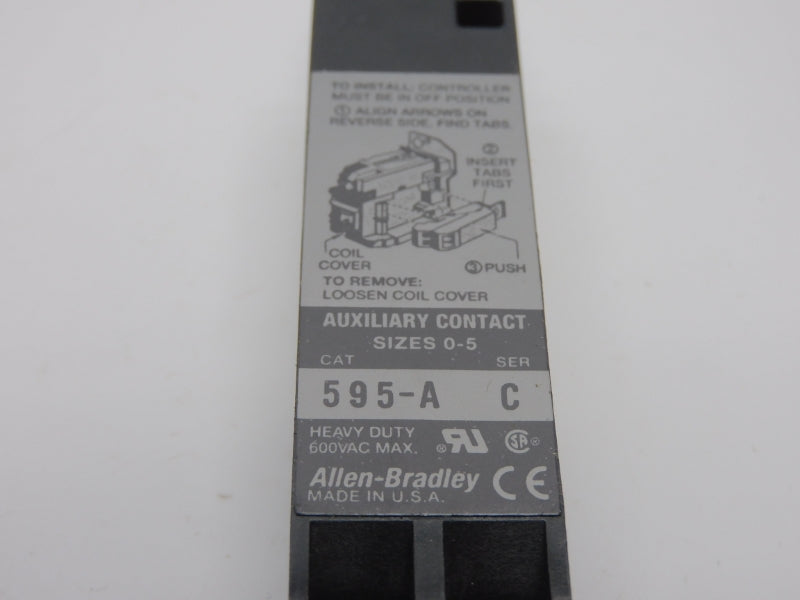 TO INSTALL: CONTROLLER
MUST BE IN OFF POSITION
① ALIGN ARROWS ON
REVERSE SIDE. FIND TABS.
②
INSERT
TABS
FIRST
COIL
COVER
③ PUSH
TO REMOVE:
LOOSEN COIL COVER
AUXILIARY CONTACT
SIZES 0-5
CAT SER
595-A C
HEAVY DUTY
600VAC MAX.
Allen-Bradley CE
MADE IN U.S.A.